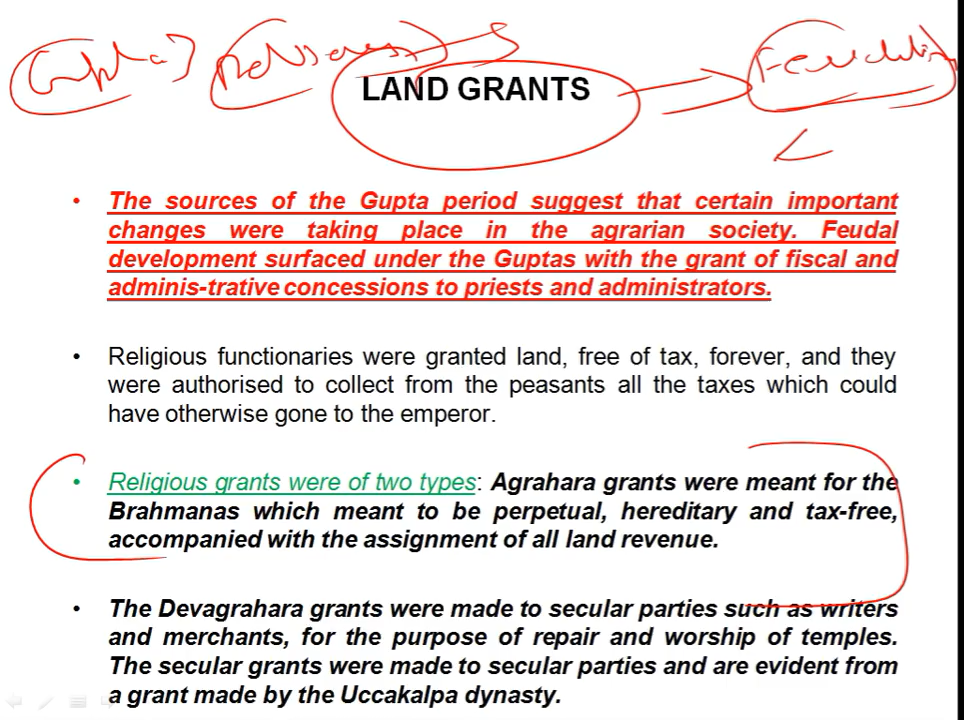 Gupta
LAND GRANTS
• The sources of the Gupta period suggest that certain important
changes were taking place in the agrarian society. Feudal
development surfaced under the Guptas with the grant of fiscal and
adminis-trative concessions to priests and administrators.
• Religious functionaries were granted land, free of tax, forever, and they
were authorised to collect from the peasants all the taxes which could
have otherwise gone to the emperor.
• Religious grants were of two types: Agrahara grants were meant for the
Brahmanas which meant to be perpetual, hereditary and tax-free,
accompanied with the assignment of all land revenue.
• The Devagrahara grants were made to secular parties such as writers
and merchants, for the purpose of repair and worship of temples.
The secular grants were made to secular parties and are evident from
a grant made by the Uccakalpa dynasty.